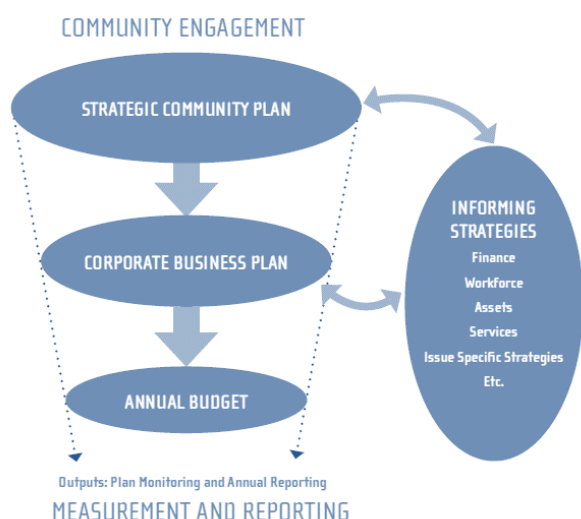 COMMUNITY ENGAGEMENT
STRATEGIC COMMUNITY PLAN
CORPORATE BUSINESS PLAN
ANNUAL BUDGET
INFORMING
STRATEGIES
Finance
Workforce
Assets
Services
Issue Specific Strategies
Etc.
Outputs: Plan Monitoring and Annual Reporting
MEASUREMENT AND REPORTING